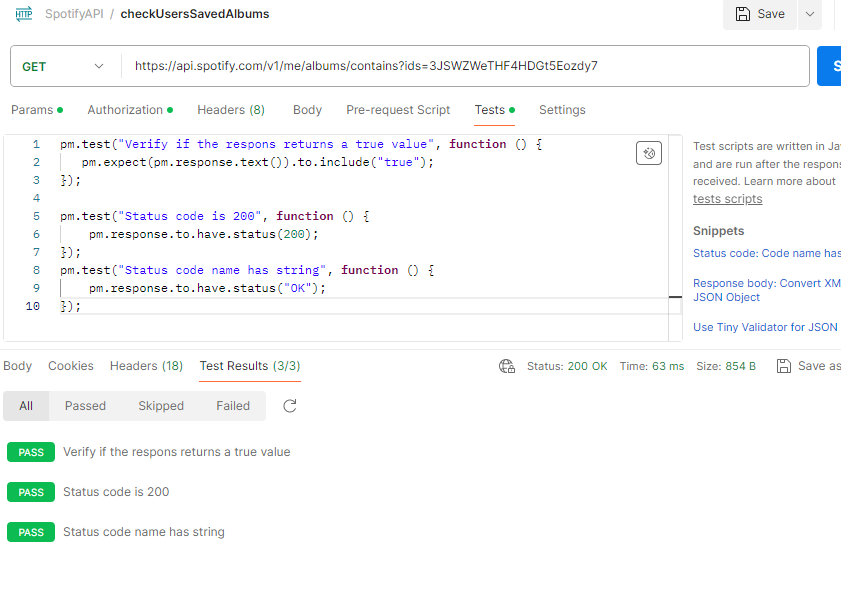 HTTP SpotifyAPI / checkUsersSavedAlbums Save
GET https://api.spotify.com/v1/me/albums/contains?ids=3JSWZWeTHF4HDGt5Eozdy7 S
Params Authorization Headers (8) Body Pre-request Script Tests Settings
1 pm.test("Verify if the respons returns a true value", function () {
2 pm.expect(pm.response.text()).to.include("true");
3 });
4
5 pm.test("Status code is 200", function () {
6 pm.response.to.have.status(200);
7 });
8 pm.test("Status code name has string", function () {
9 pm.response.to.have.status("OK");
10 });
Test scripts are written in Ja
and are run after the respons
received. Learn more about
tests scripts
Snippets
Status code: Code name has
Response body: Convert XM
JSON Object
Use Tiny Validator for JSON
Body Cookies Headers (18) Test Results (3/3) Status: 200 OK Time: 63 ms Size: 854 B Save as
All Passed Skipped Failed
PASS Verify if the respons returns a true value
PASS Status code is 200
PASS Status code name has string